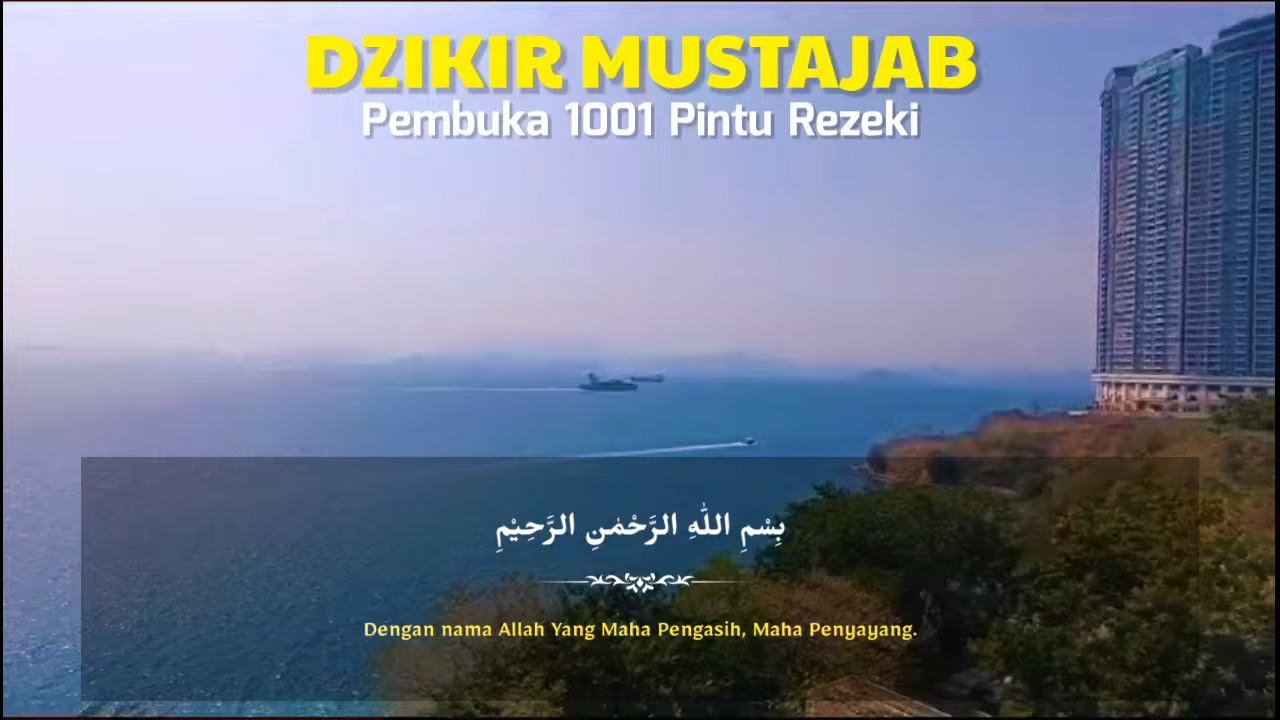 DZIKIR MUSTAJAB
Pembuka 1001 Pintu Rezeki
بِسْمِ اللّٰهِ الرَّحْمٰنِ الرَّحِيْمِ
Dengan nama Allah Yang Maha Pengasih, Maha Penyayang.